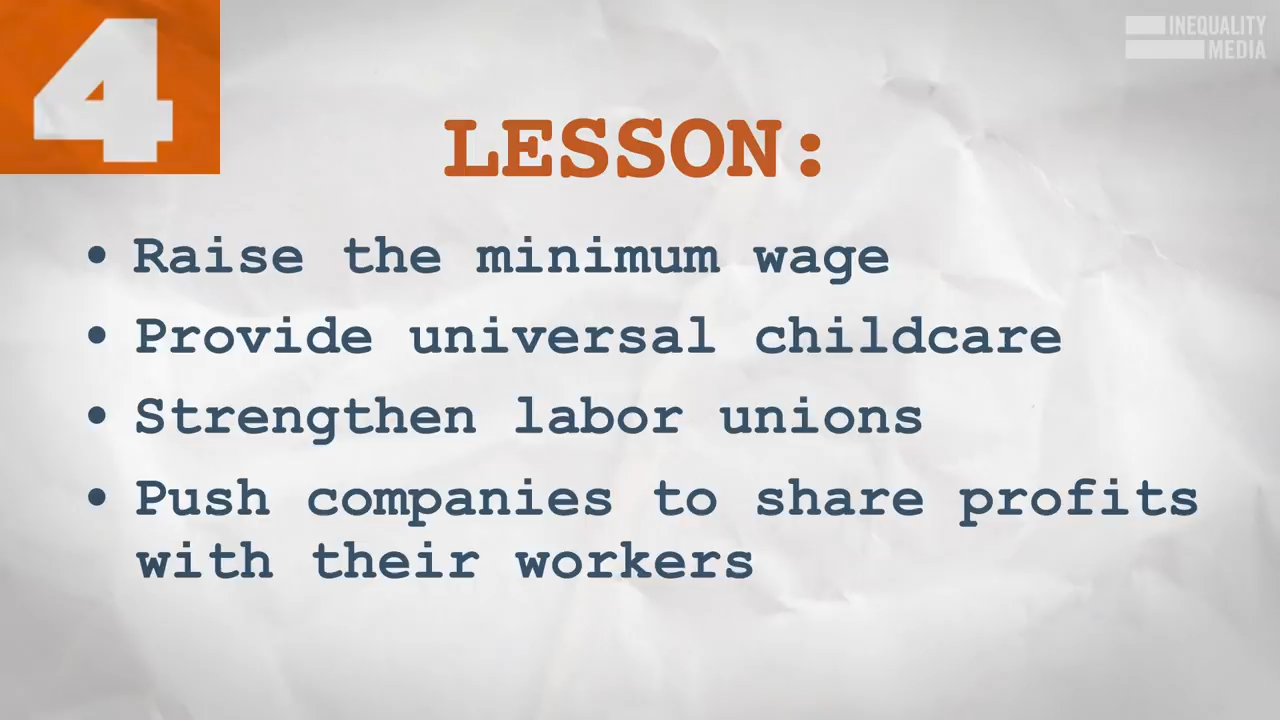 4
INEQUALITY
MEDIA
LESSON:
• Raise the minimum wage
• Provide universal childcare
• Strengthen labor unions
• Push companies to share profits
with their workers